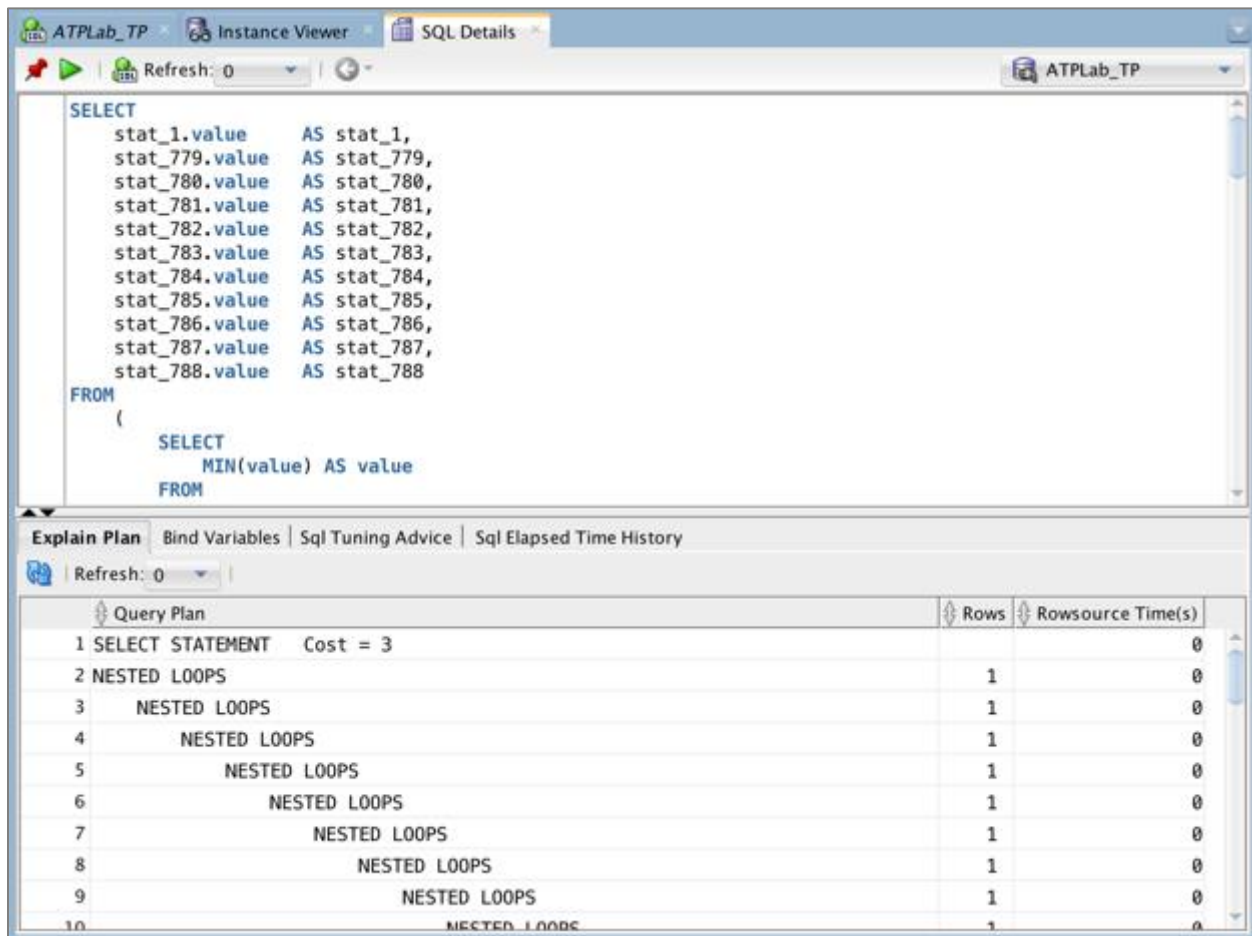 ATPLab_TP Instance Viewer SQL Details
Refresh: 0 ATPLab_TP
SELECT
stat_1.value AS stat_1,
stat_779.value AS stat_779,
stat_780.value AS stat_780,
stat_781.value AS stat_781,
stat_782.value AS stat_782,
stat_783.value AS stat_783,
stat_784.value AS stat_784,
stat_785.value AS stat_785,
stat_786.value AS stat_786,
stat_787.value AS stat_787,
stat_788.value AS stat_788
FROM
(
SELECT
MIN(value) AS value
FROM
Explain Plan Bind Variables Sql Tuning Advice Sql Elapsed Time History
Refresh: 0
Query Plan Rows Rowsource Time(s)
1 SELECT STATEMENT Cost = 3 0
2 NESTED LOOPS 1 0
3 NESTED LOOPS 1 0
4 NESTED LOOPS 1 0
5 NESTED LOOPS 1 0
6 NESTED LOOPS 1 0
7 NESTED LOOPS 1 0
8 NESTED LOOPS 1 0
9 NESTED LOOPS 1 0
10 NESTED LOOPS 1 0